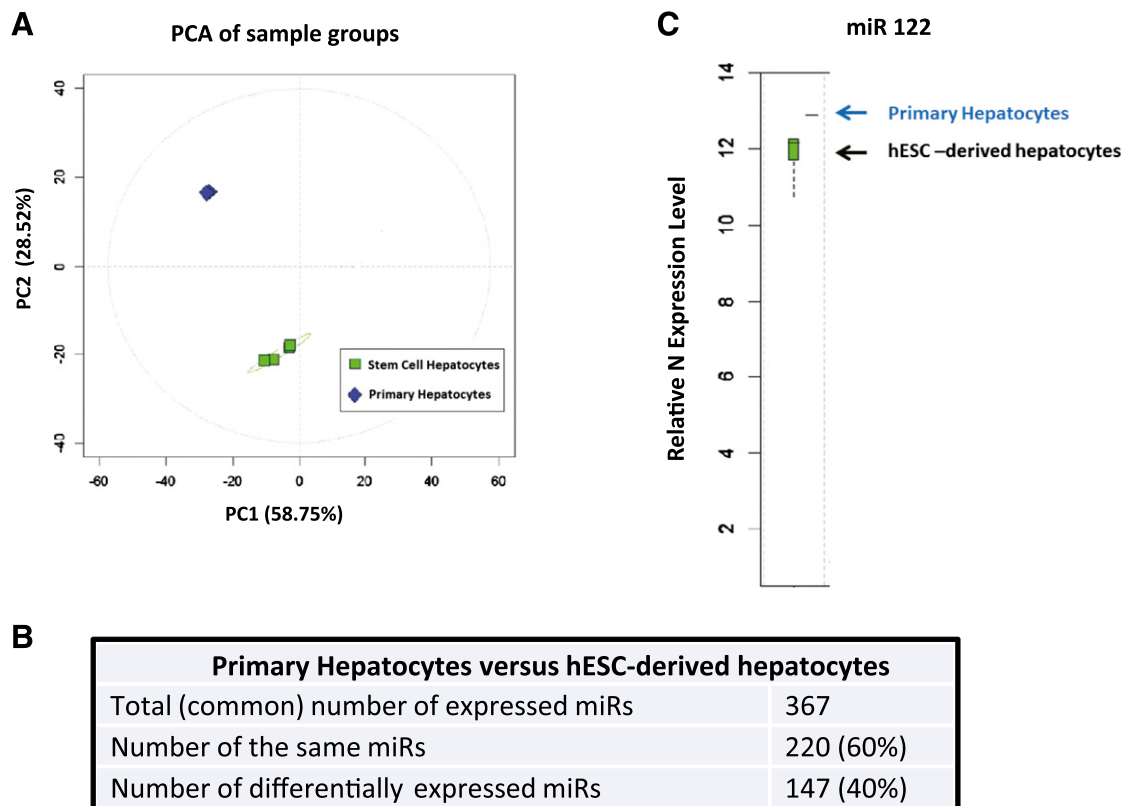 A
PCA of sample groups
40
20
0
-20
-40
PC2 (28.52%)
-60
-40
-20
0
20
40
60
PC1 (58.75%)
Stem Cell Hepatocytes
Primary Hepatocytes
C
miR 122
14
12
10
8
6
4
2
Relative N Expression Level
Primary Hepatocytes
hESC –derived hepatocytes
B
Primary Hepatocytes versus hESC-derived hepatocytes
Total (common) number of expressed miRs 367
Number of the same miRs 220 (60%)
Number of differentially expressed miRs 147 (40%)